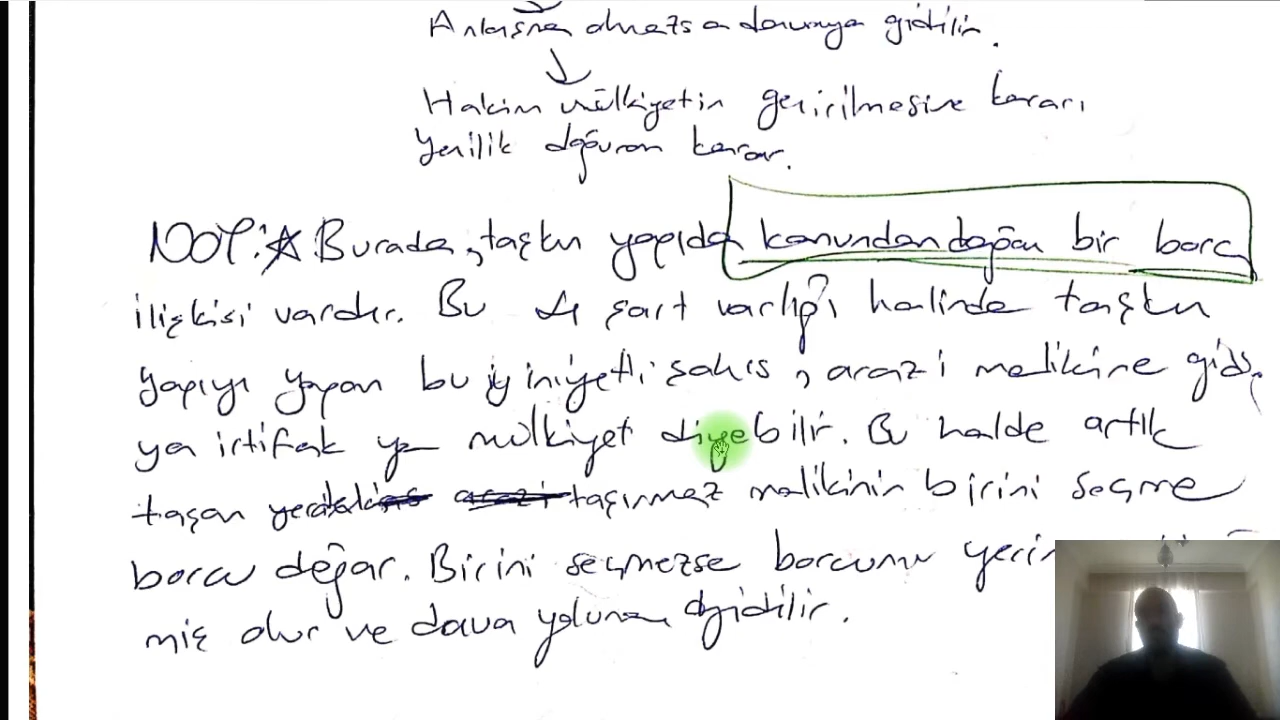 Anlaşma olmazsa davaya gidilir.
Hakim mülkiyetin geçirilmesine kararı
Yenilik doğuran karar.
NOT: Burada, taşkın yapıda kanundan doğan bir borç
ilişkisi vardır. Bu 4 şart varlığı halinde taşkın
yapıyı yapan bu iyiniyetli şahıs, arazi malikine gidip
ya irtifak ya mülkiyet diyebilir. Bu halde artık
taşan taşınmaz malikinin birini seçme
borcu doğar. Birini seçmezse borcunu
miş olur ve dava yoluna gidilir.